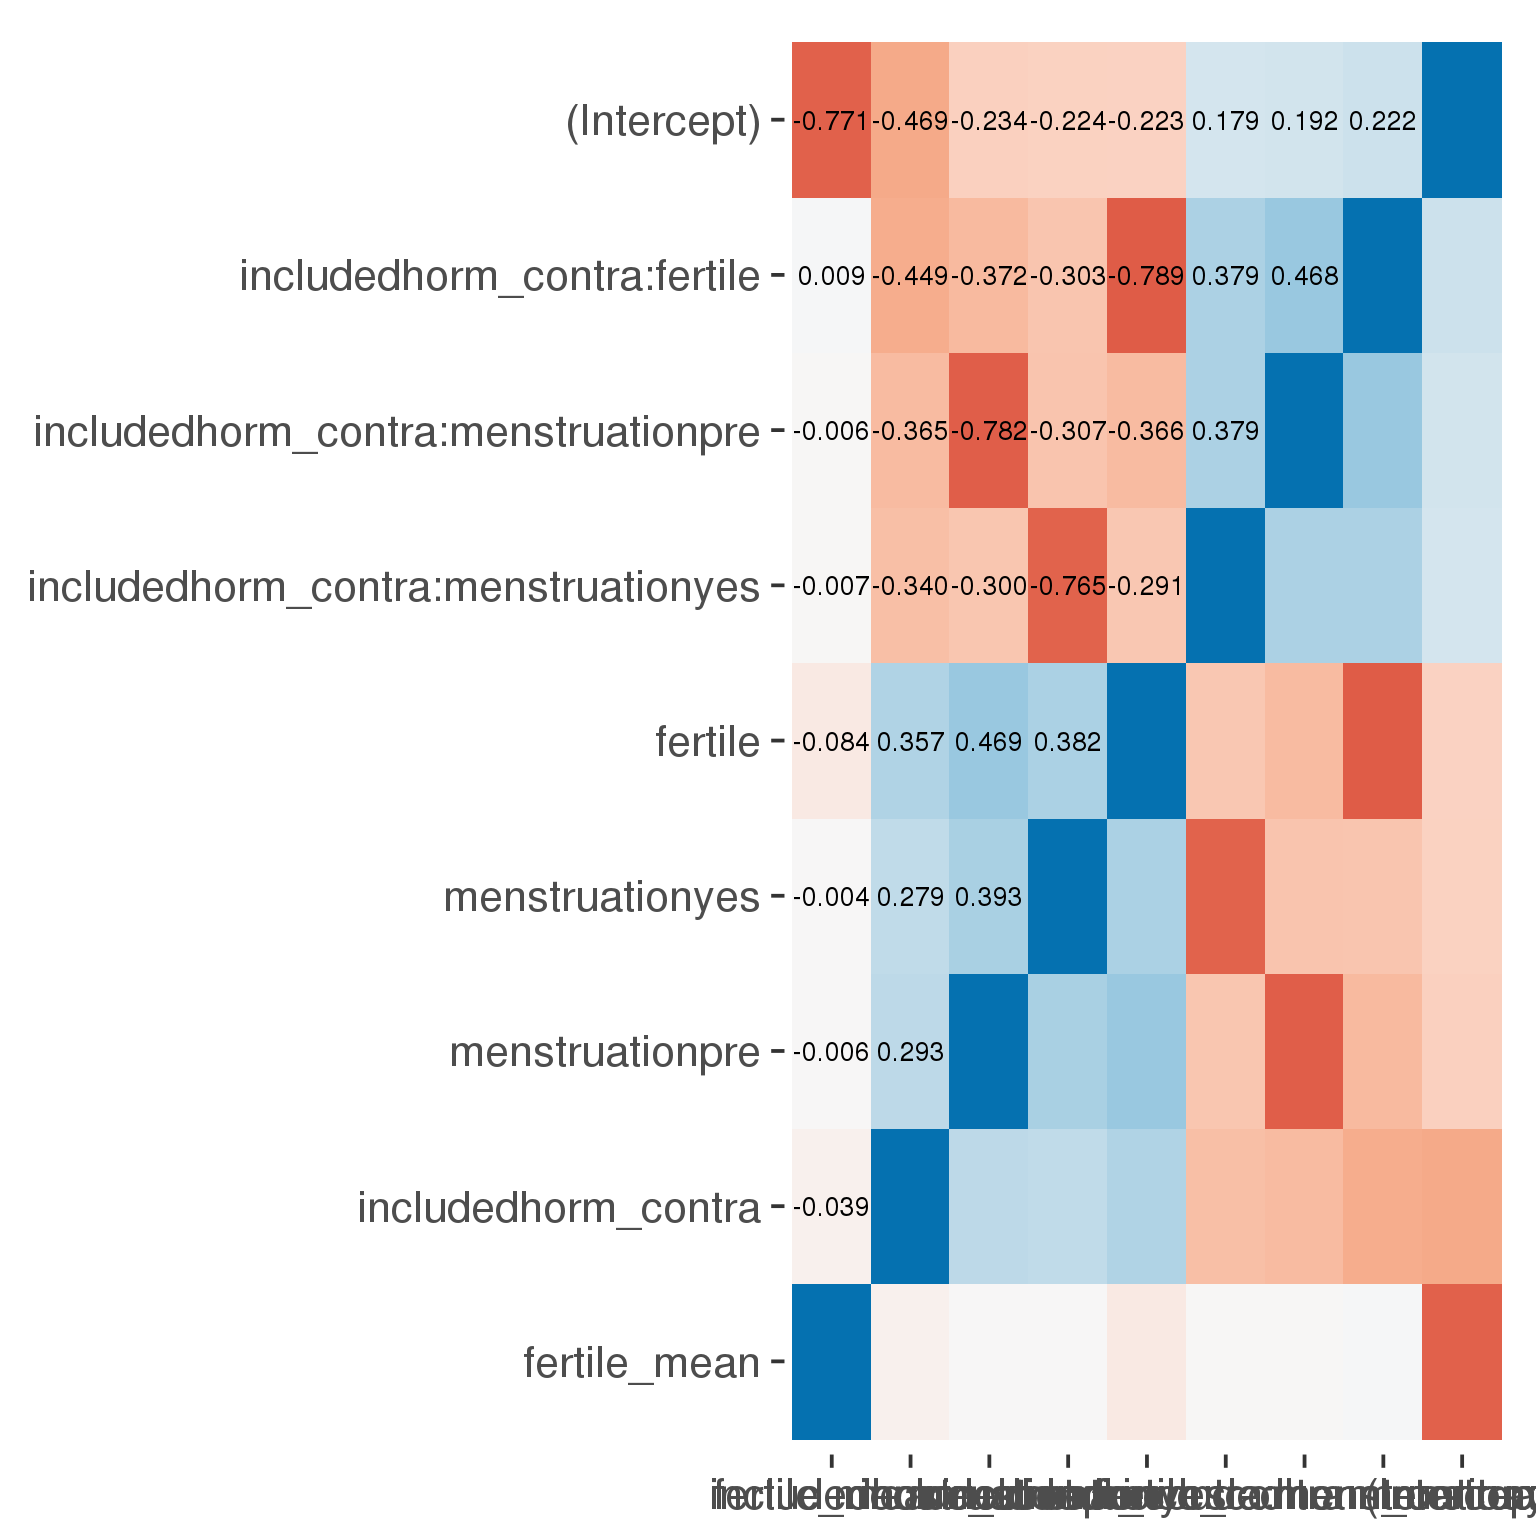 (Intercept) -0.771 -0.469 -0.234 -0.224 -0.223 0.179 0.192 0.222
includedhorm_contra:fertile 0.009 -0.449 -0.372 -0.303 -0.789 0.379 0.468
includedhorm_contra:menstruationpre -0.006 -0.365 -0.782 -0.307 -0.366 0.379
includedhorm_contra:menstruationyes -0.007 -0.340 -0.300 -0.765 -0.291
fertile -0.084 0.357 0.469 0.382
menstruationyes -0.004 0.279 0.393
menstruationpre -0.006 0.293
includedhorm_contra -0.039
fertile_mean